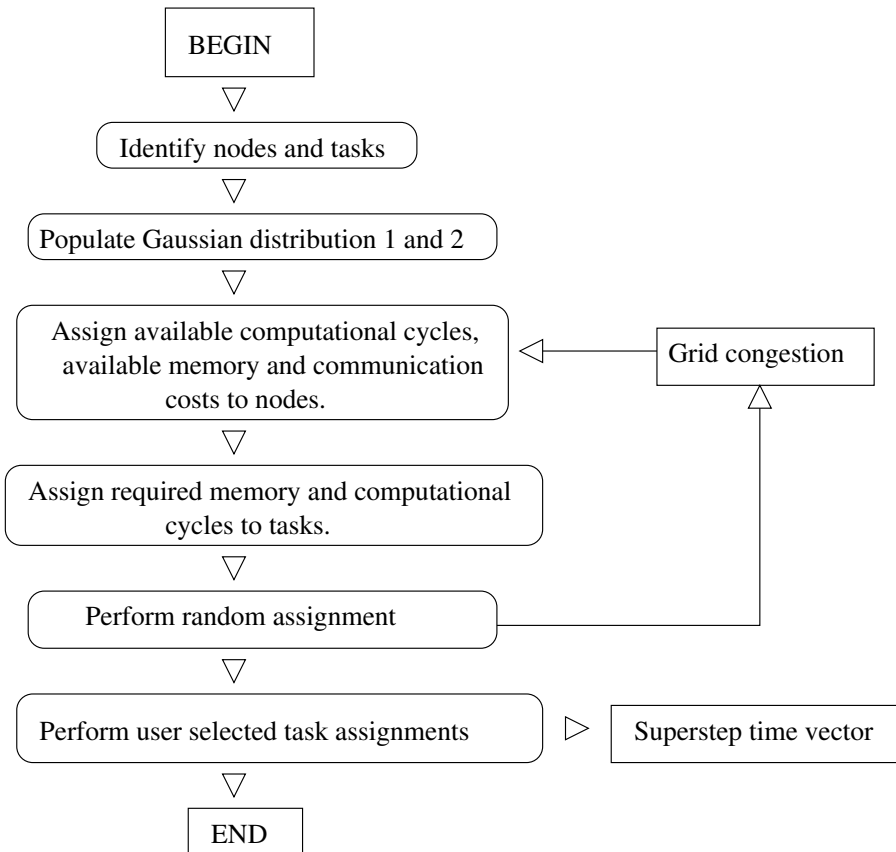 BEGIN
Identify nodes and tasks
Populate Gaussian distribution 1 and 2
Assign available computational cycles,
available memory and communication
costs to nodes.
Grid congestion
Assign required memory and computational
cycles to tasks.
Perform random assignment
Perform user selected task assignments
Superstep time vector
END